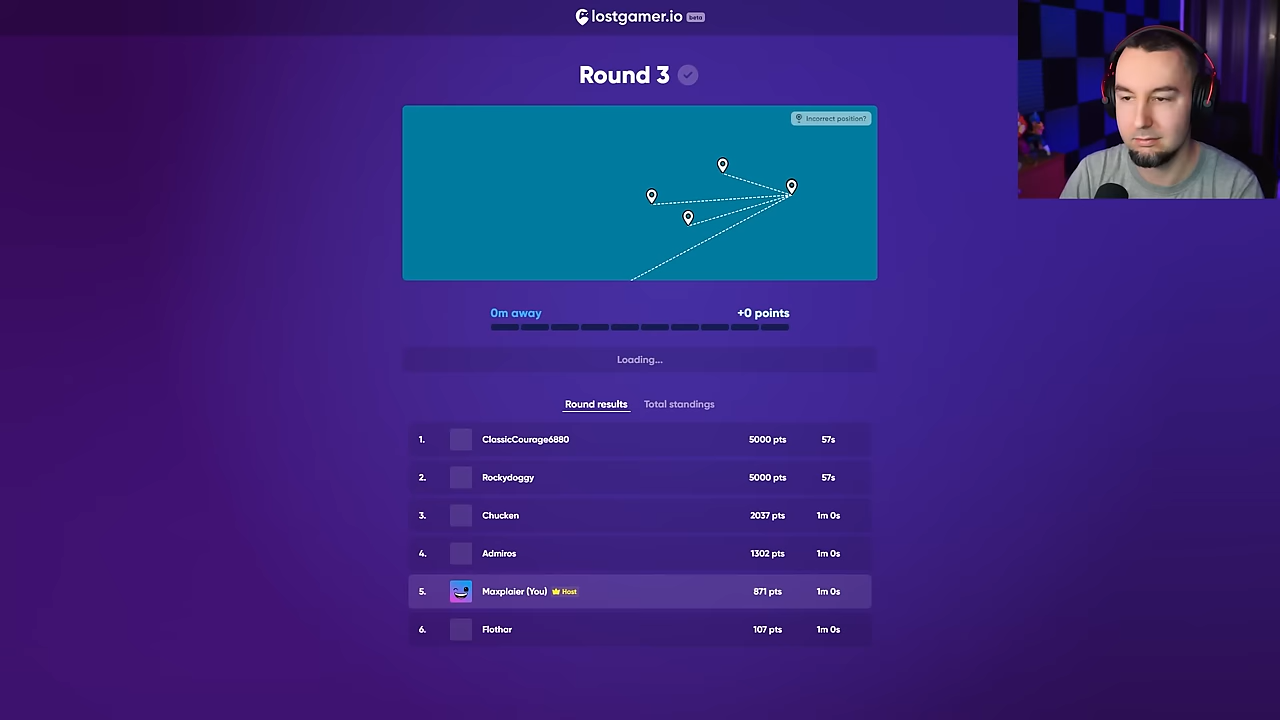 lostgamer.io beta
Round 3
Incorrect position?
0m away +0 points
Loading...
Round results Total standings
1. ClassicCourage6880 5000 pts 57s
2. Rockydoggy 5000 pts 57s
3. Chucken 2037 pts 1m 0s
4. Admiros 1302 pts 1m 0s
5. Maxplaier (You) Host 871 pts 1m 0s
6. Flothar 107 pts 1m 0s